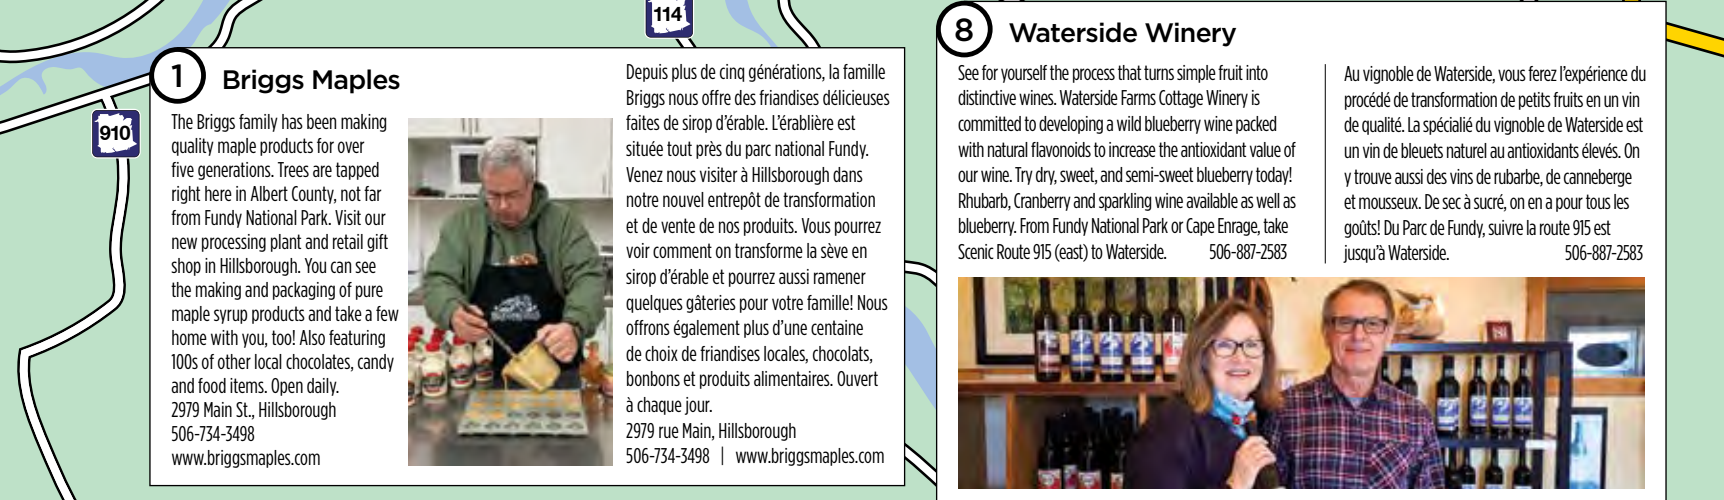 114
910
1 Briggs Maples
The Briggs family has been making
quality maple products for over
five generations. Trees are tapped
right here in Albert County, not far
from Fundy National Park. Visit our
new processing plant and retail gift
shop in Hillsborough. You can see
the making and packaging of pure
maple syrup products and take a few
home with you, too! Also featuring
100s of other local chocolates, candy
and food items. Open daily.
2979 Main St., Hillsborough
506-734-3498
www.briggsmaples.com
Depuis plus de cinq générations, la famille
Briggs nous offre des friandises délicieuses
faites de sirop d'érable. L'érablière est
située tout près du parc national Fundy.
Venez nous visiter à Hillsborough dans
notre nouvel entrepôt de transformation
et de vente de nos produits. Vous pourrez
voir comment on transforme la sève en
sirop d'érable et pourrez aussi ramener
quelques gâteries pour votre famille! Nous
offrons également plus d'une centaine
de choix de friandises locales, chocolats,
bonbons et produits alimentaires. Ouvert
à chaque jour.
2979 rue Main, Hillsborough
506-734-3498 | www.briggsmaples.com
8 Waterside Winery
See for yourself the process that turns simple fruit into
distinctive wines. Waterside Farms Cottage Winery is
committed to developing a wild blueberry wine packed
with natural flavonoids to increase the antioxidant value of
our wine. Try dry, sweet, and semi-sweet blueberry today!
Rhubarb, Cranberry and sparkling wine available as well as
blueberry. From Fundy National Park or Cape Enrage, take
Scenic Route 915 (east) to Waterside. 506-887-2583
Au vignoble de Waterside, vous ferez l'expérience du
procédé de transformation de petits fruits en un vin
de qualité. La spécialié du vignoble de Waterside est
un vin de bleuets naturel au antioxidants élevés. On
y trouve aussi des vins de rubarbe, de canneberge
et mousseux. De sec à sucré, on en a pour tous les
goûts! Du Parc de Fundy, suivre la route 915 est
jusqu'à Waterside. 506-887-2583